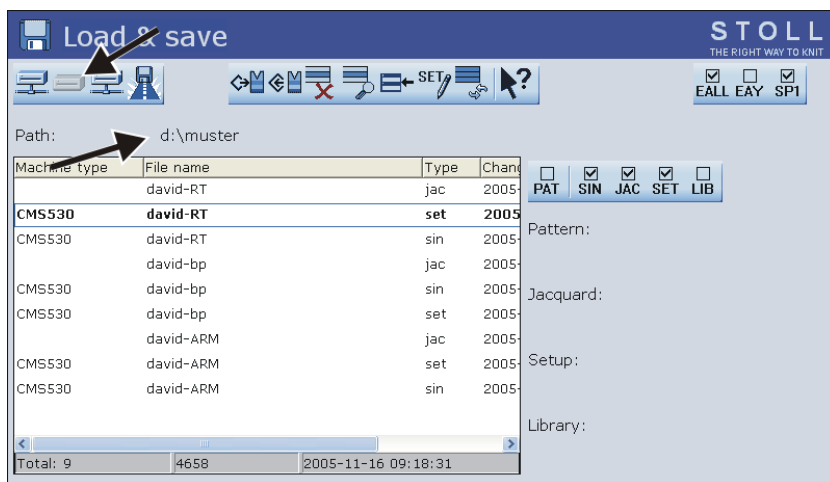 Load & save
STOLL
THE RIGHT WAY TO KNIT
SET
?
EALL EAY SP1
Path: d:\muster
Machine type File name Type Chang
david-RT jac 2005-
CMS530 david-RT set 2005
CMS530 david-RT sin 2005-
david-bp jac 2005-
CMS530 david-bp sin 2005-
CMS530 david-bp set 2005-
david-ARM jac 2005-
CMS530 david-ARM set 2005-
CMS530 david-ARM sin 2005-
Total: 9 4658 2005-11-16 09:18:31
PAT SIN JAC SET LIB
Pattern:
Jacquard:
Setup:
Library: